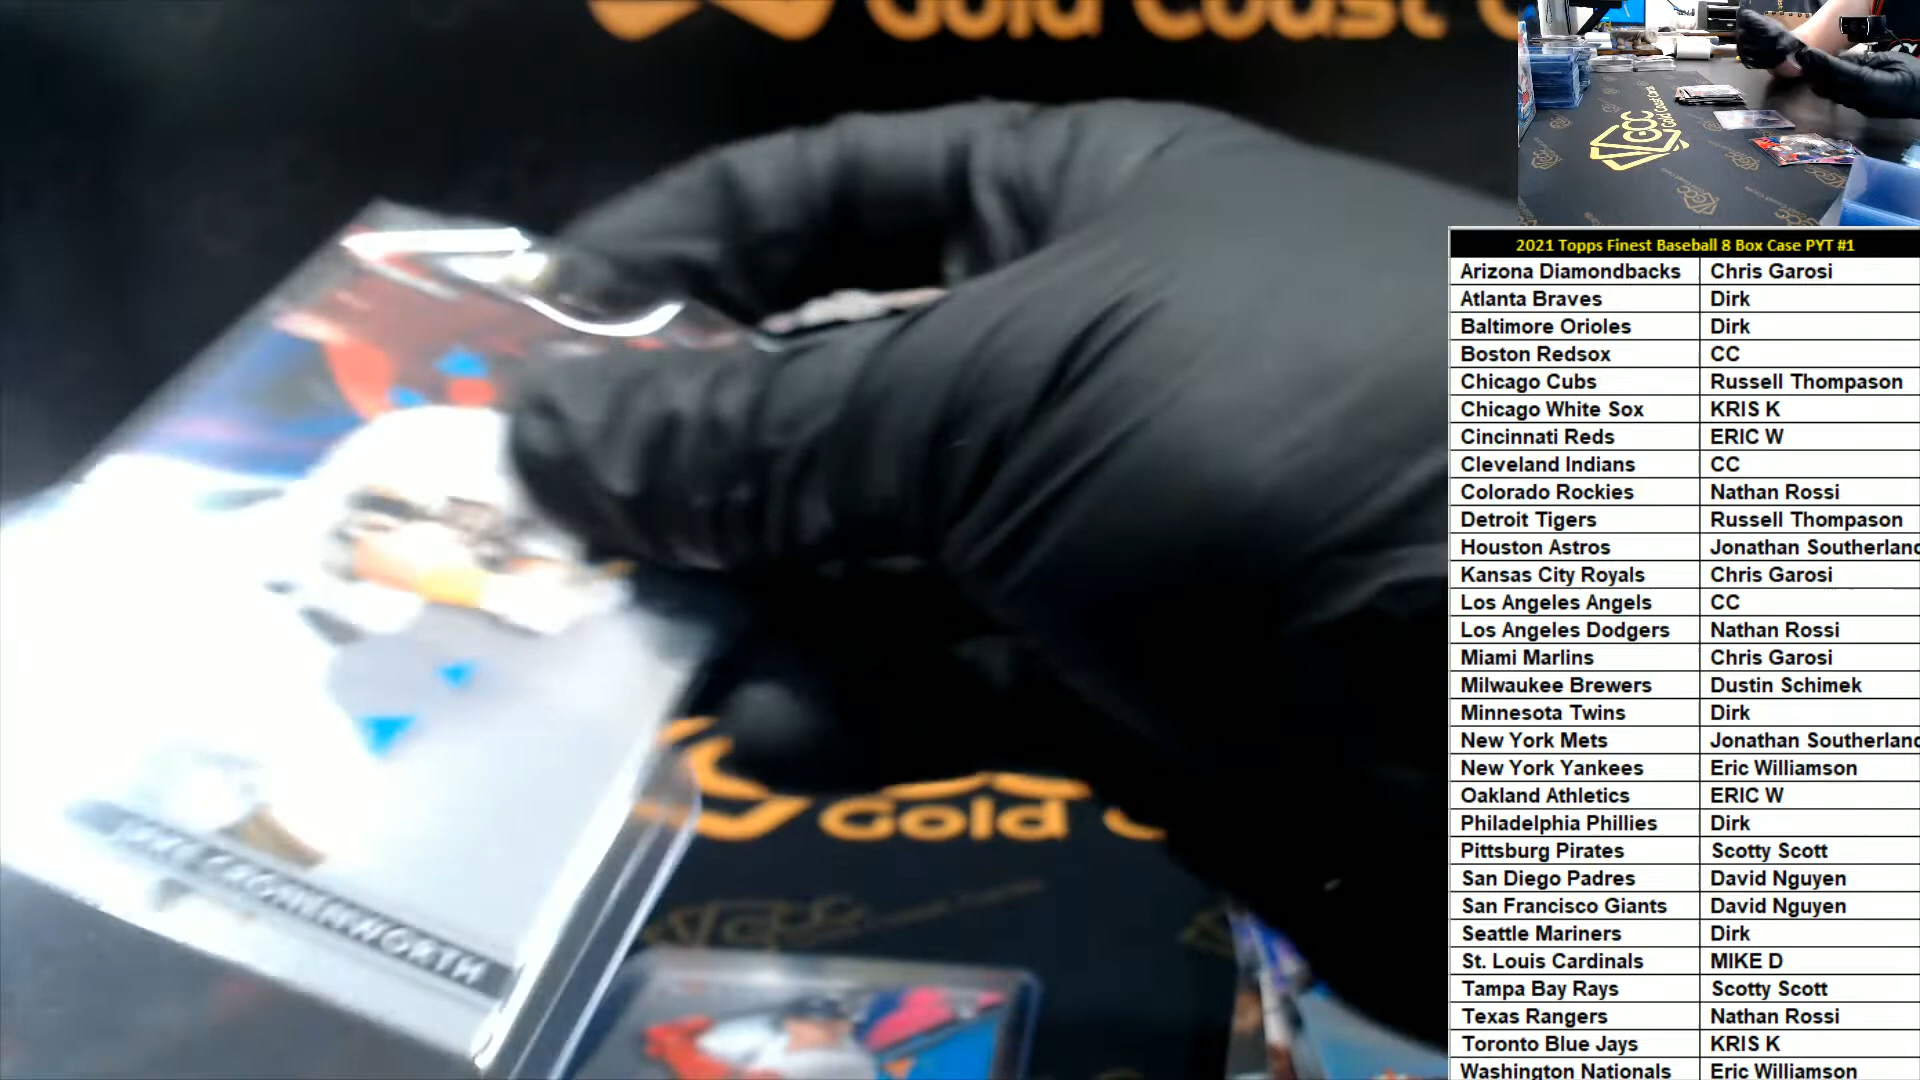 Gold Coast C
GCC
Gold Coast Cards
2021 Topps Finest Baseball 8 Box Case PYT #1
Arizona Diamondbacks Chris Garosi
Atlanta Braves Dirk
Baltimore Orioles Dirk
Boston Redsox CC
Chicago Cubs Russell Thompason
Chicago White Sox KRIS K
Cincinnati Reds ERIC W
Cleveland Indians CC
Colorado Rockies Nathan Rossi
Detroit Tigers Russell Thompason
Houston Astros Jonathan Southerland
Kansas City Royals Chris Garosi
Los Angeles Angels CC
Los Angeles Dodgers Nathan Rossi
Miami Marlins Chris Garosi
Milwaukee Brewers Dustin Schimek
Minnesota Twins Dirk
New York Mets Jonathan Southerland
New York Yankees Eric Williamson
Oakland Athletics ERIC W
Philadelphia Phillies Dirk
Pittsburg Pirates Scotty Scott
San Diego Padres David Nguyen
San Francisco Giants David Nguyen
Seattle Mariners Dirk
St. Louis Cardinals MIKE D
Tampa Bay Rays Scotty Scott
Texas Rangers Nathan Rossi
Toronto Blue Jays KRIS K
Washington Nationals Eric Williamson
JAKE CRONENWORTH
Gold C